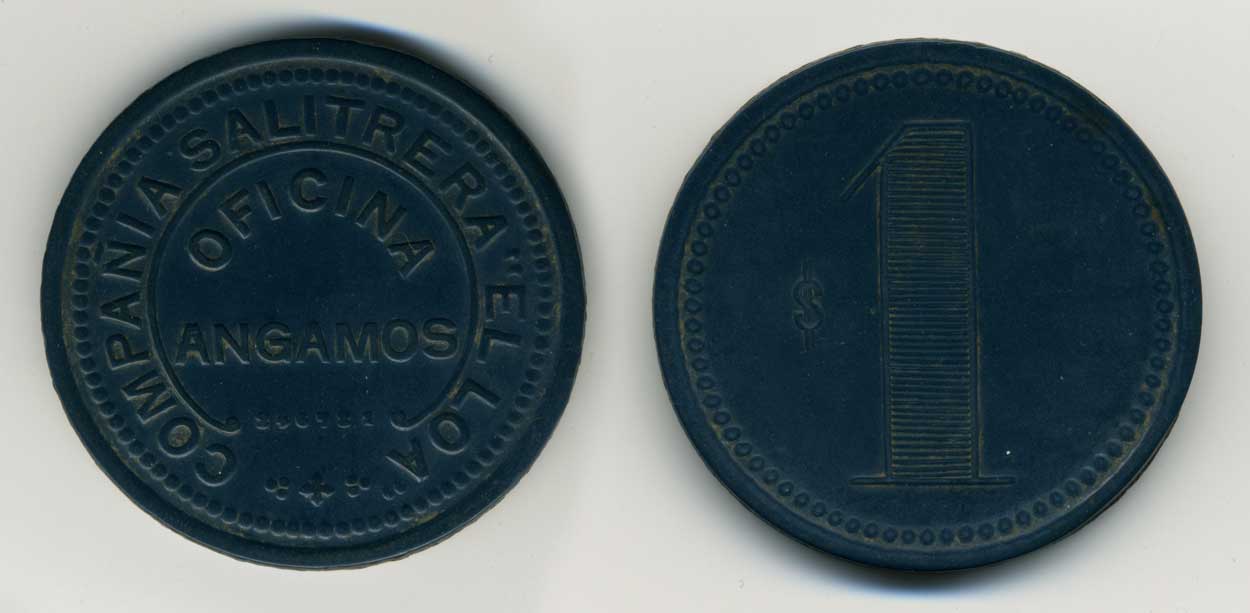 COMPAÑIA SALITRERA "EL LOA
OFICINA
ANGAMOS
$ 1